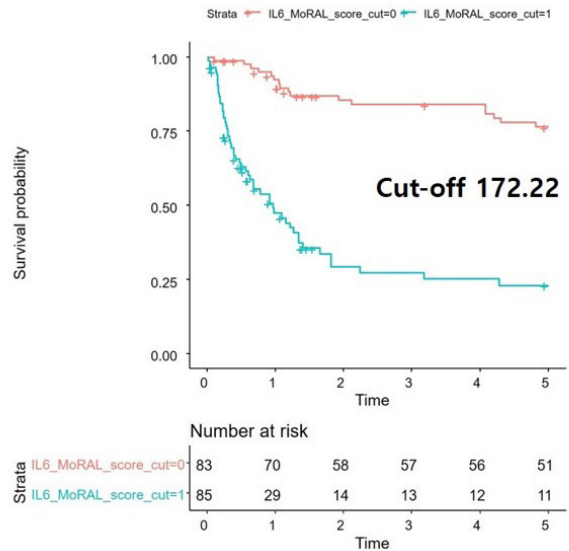 Strata IL6_MoRAL_score_cut=0 IL6_MoRAL_score_cut=1
1.00
0.75
0.50
0.25
0.00
Survival probability
Cut-off 172.22
0 1 2 3 4 5
Time
Number at risk
Strata
IL6_MoRAL_score_cut=0 83 70 58 57 56 51
IL6_MoRAL_score_cut=1 85 29 14 13 12 11
0 1 2 3 4 5
Time